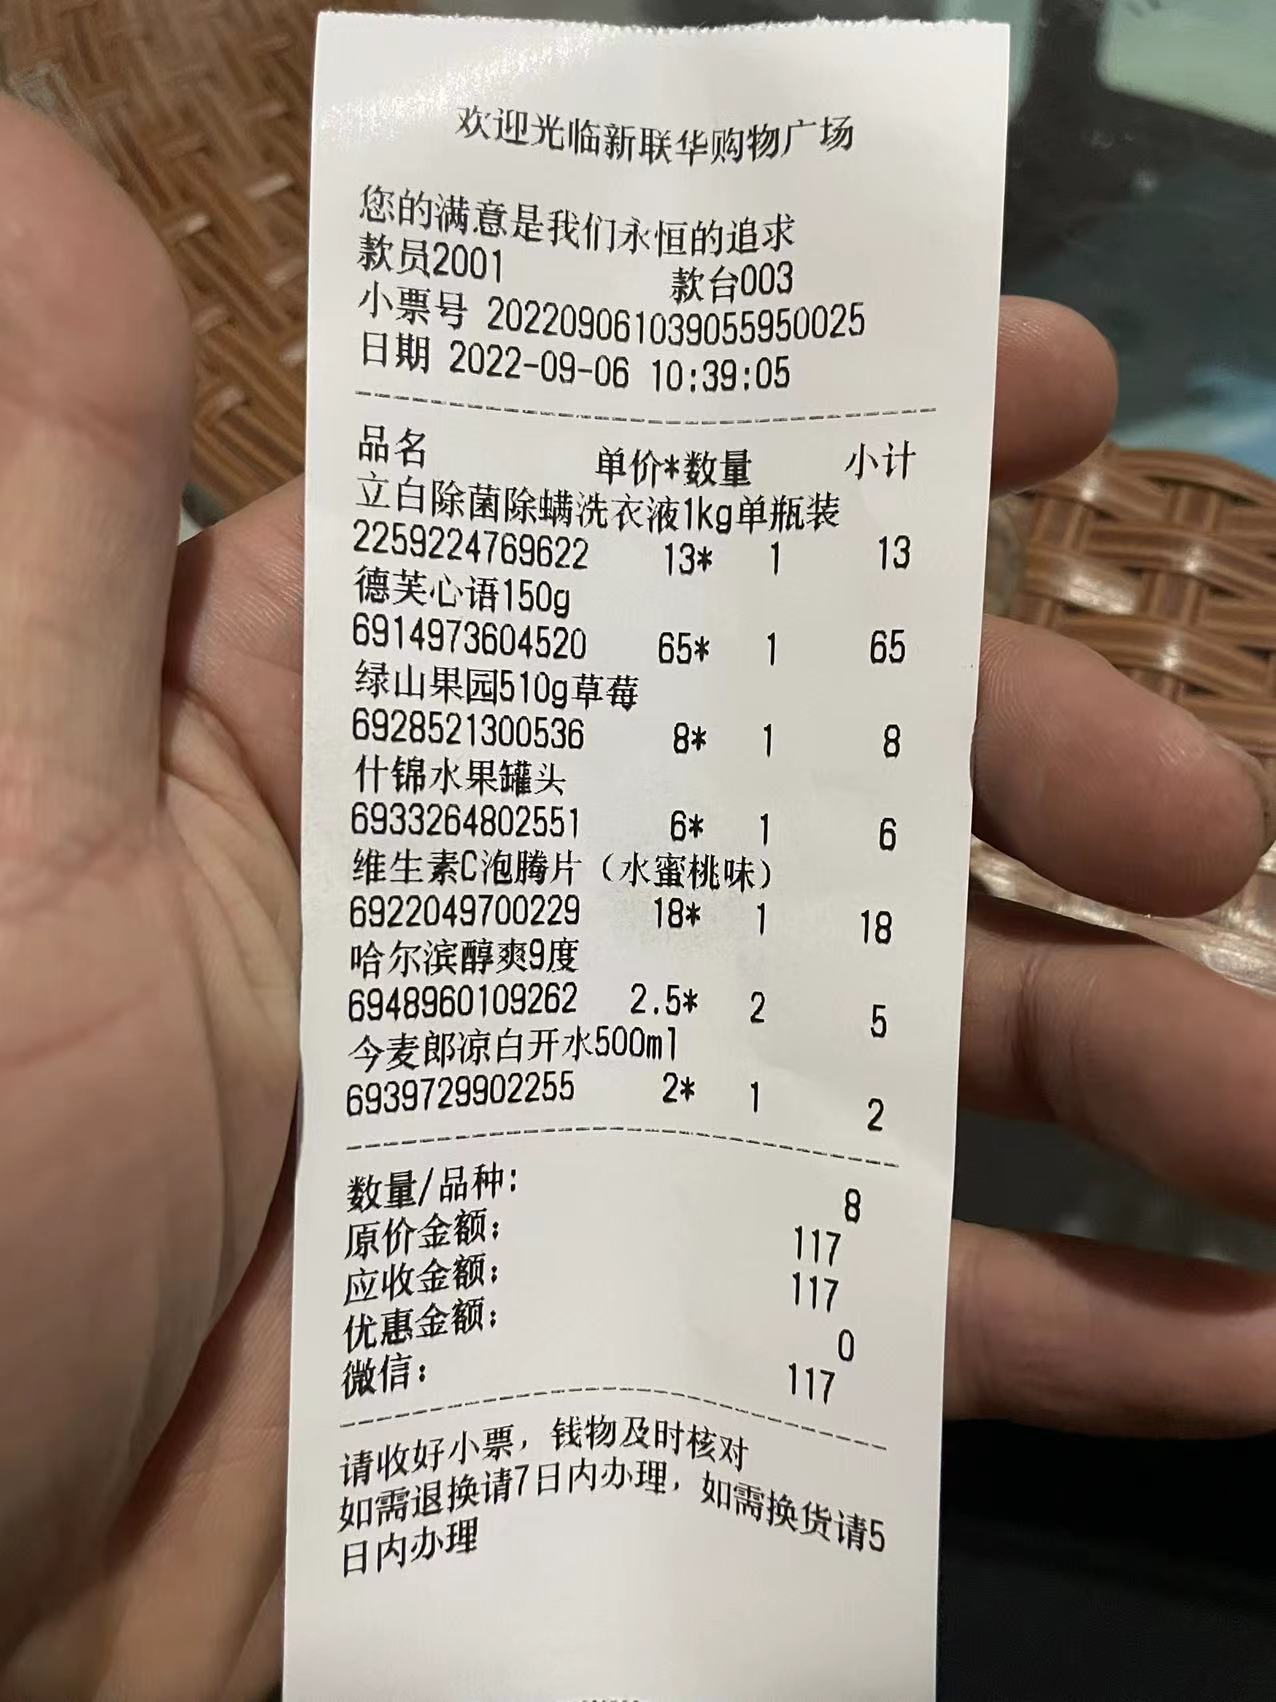 欢迎光临新联华购物广场
您的满意是我们永恒的追求
款员2001 款台003
小票号 202209061039055950025
日期 2022-09-06 10:39:05
品名 单价*数量 小计
立白除菌除螨洗衣液1kg单瓶装
2259224769622 13* 1 13
德芙心语150g
6914973604520 65* 1 65
绿山果园510g草莓
6928521300536 8* 1 8
什锦水果罐头
6933264802551 6* 1 6
维生素C泡腾片（水蜜桃味）
6922049700229 18* 1 18
哈尔滨醇爽9度
6948960109262 2.5* 2 5
今麦郎凉白开水500ml
6939729902255 2* 1 2
数量/品种: 8
原价金额: 117
应收金额: 117
优惠金额: 0
微信: 117
请收好小票，钱物及时核对
如需退换请7日内办理，如需换货请5
日内办理